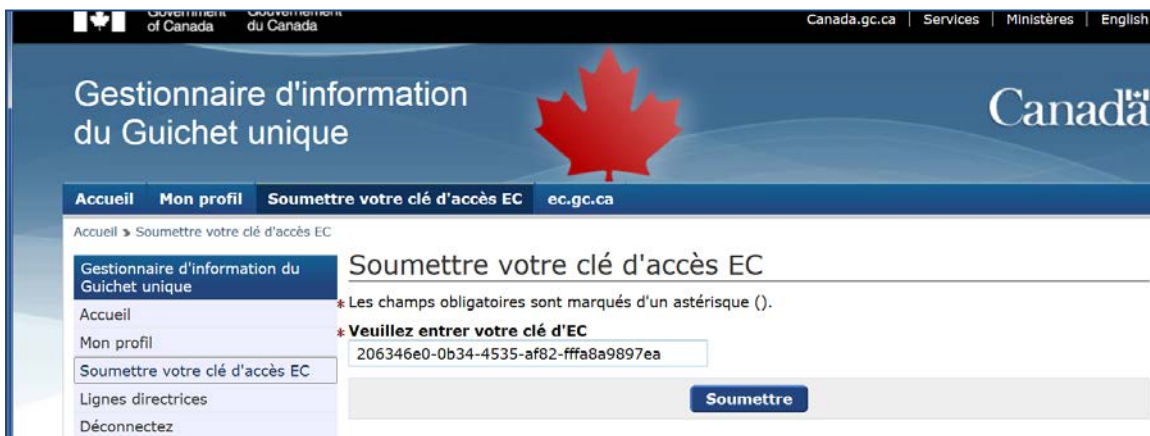 Government Gouvernement
of Canada du Canada
Canada.gc.ca | Services | Ministères | English
Gestionnaire d'information
du Guichet unique
Canada
Accueil Mon profil Soumettre votre clé d'accès EC ec.gc.ca
Accueil » Soumettre votre clé d'accès EC
Gestionnaire d'information du
Guichet unique
Accueil
Mon profil
Soumettre votre clé d'accès EC
Lignes directrices
Déconnectez
Soumettre votre clé d'accès EC
* Les champs obligatoires sont marqués d'un astérisque ().
* Veuillez entrer votre clé d'EC
206346e0-0b34-4535-af82-fffa8a9897ea
Soumettre